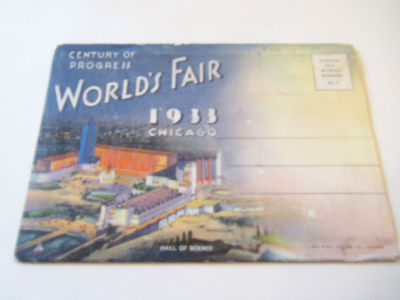 CENTURY OF
PROGRESS
WORLD'S FAIR
1933
CHICAGO
HALL OF SCIENCE